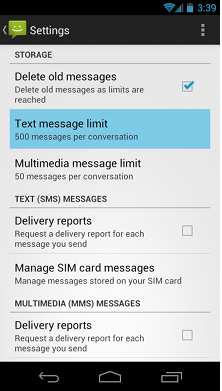 3:39
Settings
STORAGE
Delete old messages
Delete old messages as limits are
reached
Text message limit
500 messages per conversation
Multimedia message limit
50 messages per conversation
TEXT (SMS) MESSAGES
Delivery reports
Request a delivery report for each
message you send
Manage SIM card messages
Manage messages stored on your SIM card
MULTIMEDIA (MMS) MESSAGES
Delivery reports
Request a delivery report for each
message you send